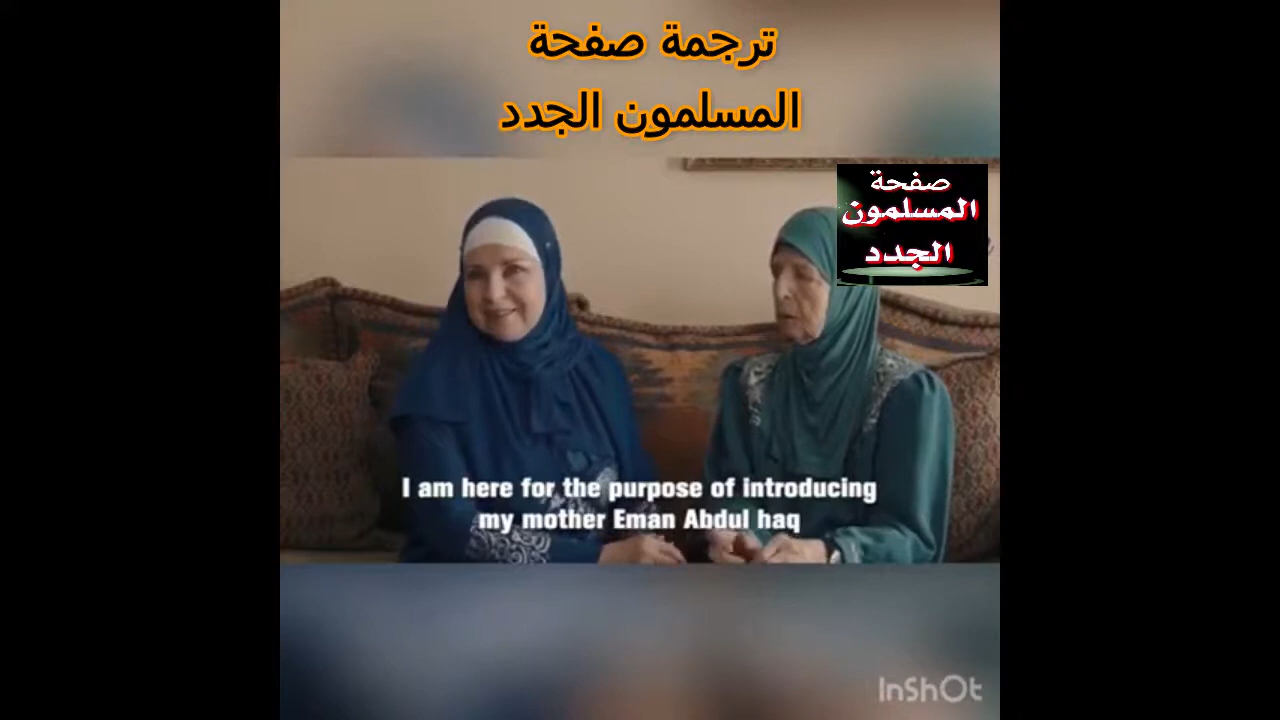 ترجمة صفحة
المسلمون الجدد
صفحة
المسلمون
الجدد
I am here for the purpose of introducing
my mother Eman Abdul haq
InShOt